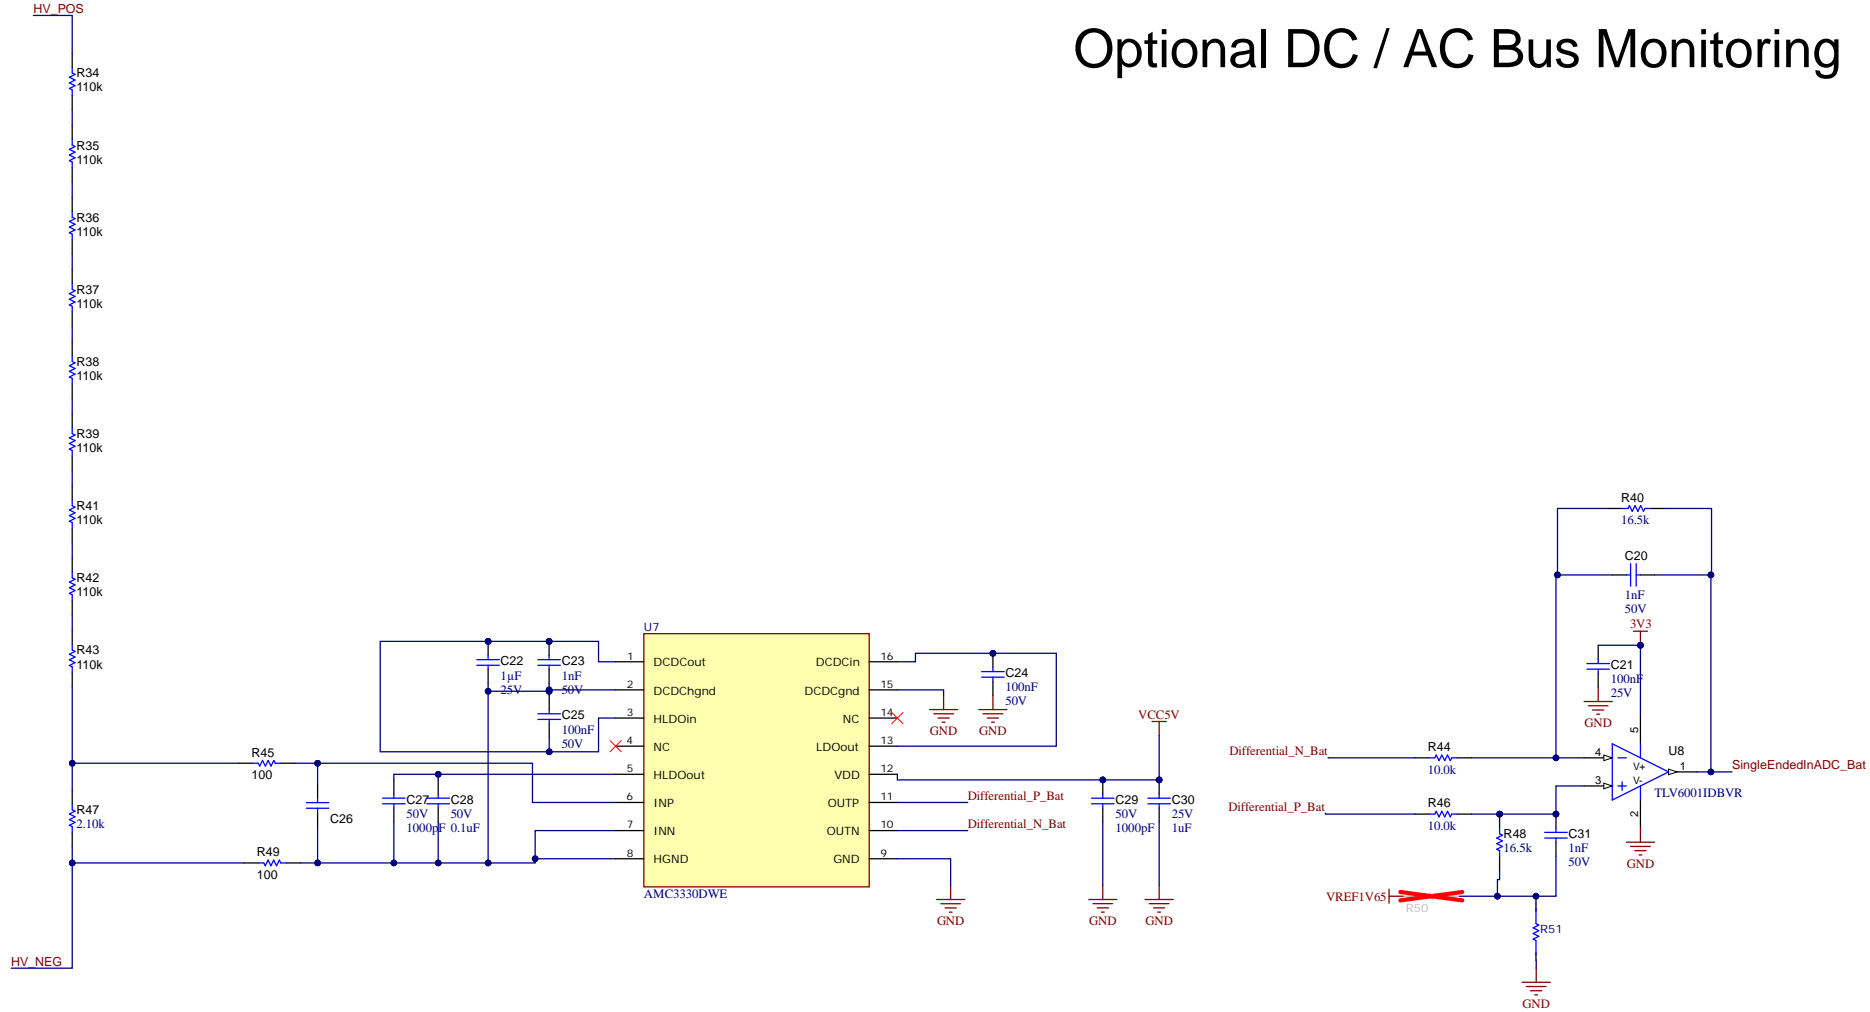 HV_POS
Optional DC / AC Bus Monitoring
R34
110k
R35
110k
R36
110k
R37
110k
R38
110k
R39
110k
R41
110k
R42
110k
R43
110k
R45
100
R47
2.10k
R49
100
HV_NEG
C26
C22
1µF
25V
C23
1nF
50V
C25
100nF
50V
C27
50V
1000pF
C28
50V
0.1uF
U7
1 DCDCout
2 DCDChgnd
3 HLDOin
4 NC
5 HLDOout
6 INP
7 INN
8 HGND
DCDCin 16
DCDCgnd 15
NC 14
LDOout 13
VDD 12
OUTP 11
OUTN 10
GND 9
AMC3330DWE
C24
100nF
50V
GND
GND
VCC5V
Differential_P_Bat
Differential_N_Bat
C29
50V
1000pF
C30
25V
1uF
GND
GND
GND
R40
16.5k
C20
1nF
50V
3V3
C21
100nF
25V
GND
Differential_N_Bat
R44
10.0k
Differential_P_Bat
R46
10.0k
4
3
5
2
1
V+
V-
U8
TLV6001IDBVR
SingleEndedInADC_Bat
R48
16.5k
C31
1nF
50V
GND
VREF1V65
R50
R51
GND